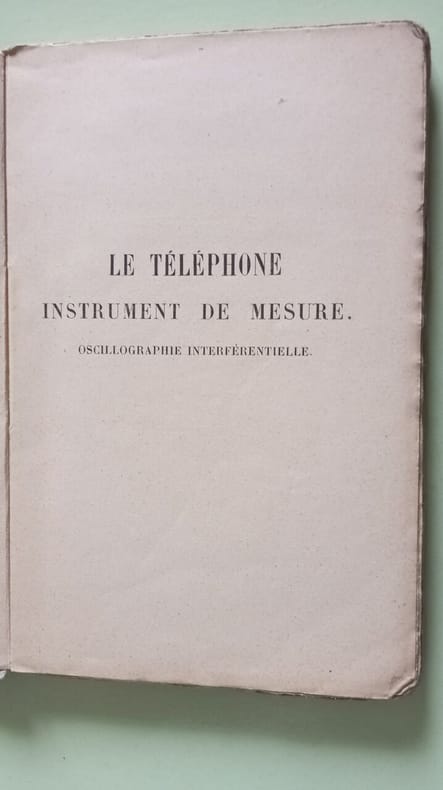 LE TÉLÉPHONE
INSTRUMENT DE MESURE.
OSCILLOGRAPHIE INTERFÉRENTIELLE.